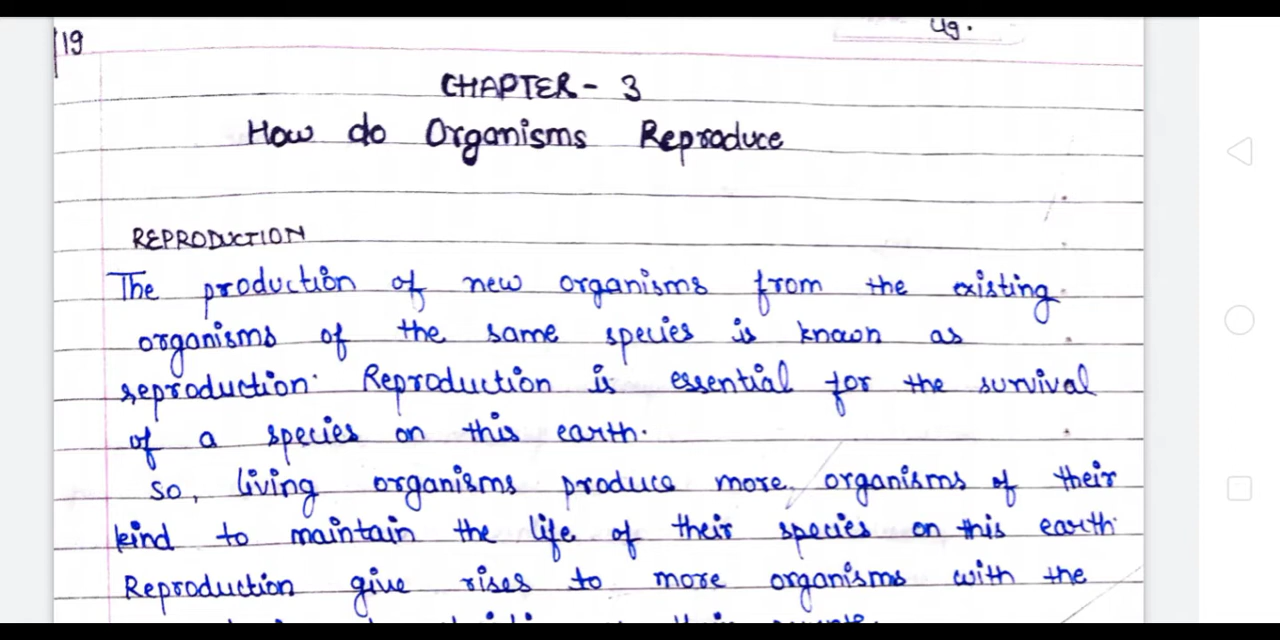 /19
49.
CHAPTER - 3
How do Organisms Reproduce
REPRODUCTION
The production of new organisms from the existing
organisms of the same species is known as
reproduction. Reproduction is essential for the survival
of a species on this earth.
So, living organisms produce more organisms of their
kind to maintain the life of their species on this earth.
Reproduction give rises to more organisms with the